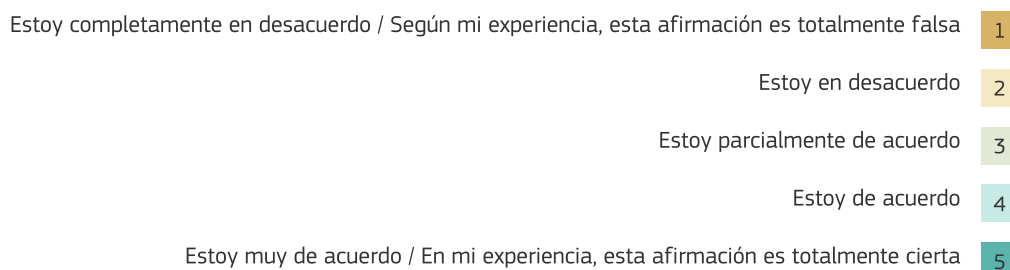 Estoy completamente en desacuerdo / Según mi experiencia, esta afirmación es totalmente falsa 1
Estoy en desacuerdo 2
Estoy parcialmente de acuerdo 3
Estoy de acuerdo 4
Estoy muy de acuerdo / En mi experiencia, esta afirmación es totalmente cierta 5